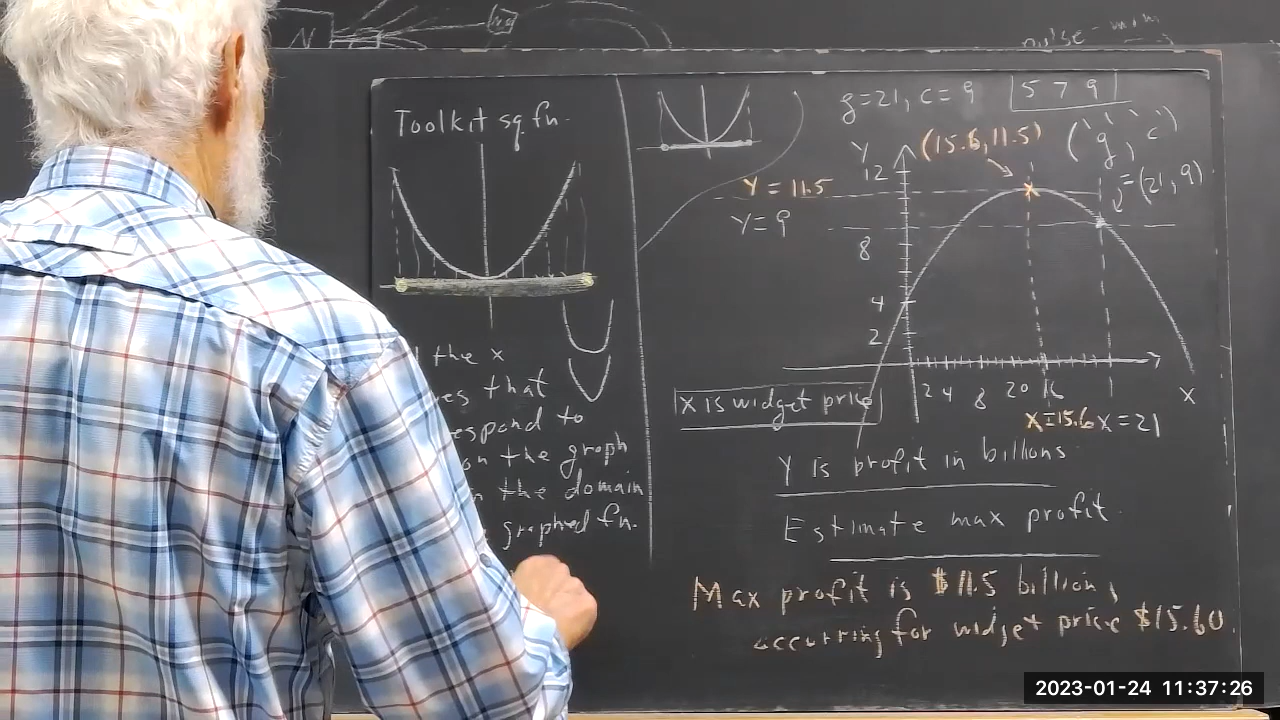 N
pulse-mom
Toolkit sq fn.
the x
es that
espond to
on the graph
n the domain
graphed fn.
g=21, c=9 5 7 9
(15.6, 11.5) ('g', 'c')
=(21, 9)
Y
12
Y = 11.5
Y = 9
8
4
2
2 4 8 20 16
X
X=15.6 X=21
X is widget price
Y is profit in billions
Estimate max profit.
Max profit is $11.5 billion,
occurring for widget price $15.60
2023-01-24 11:37:26